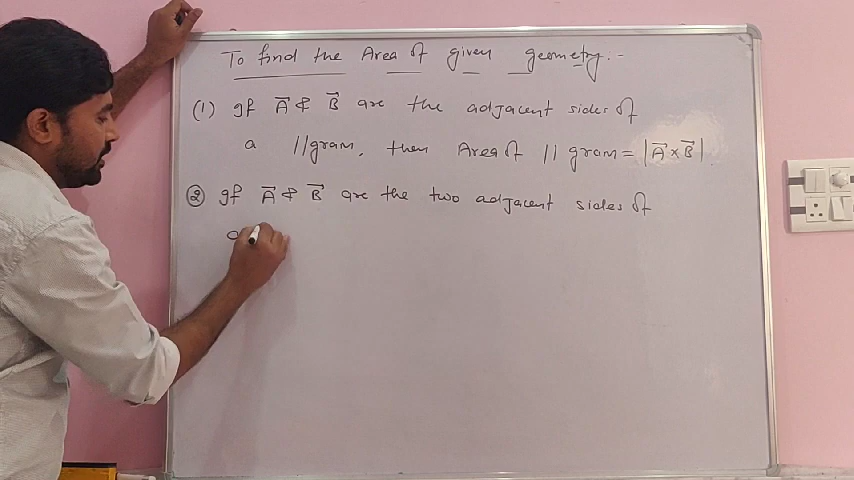 To find the Area of given geometry :-
(1) If A⃗ & B⃗ are the adjacent sides of
a //gram, then Area of // gram = |A⃗ × B⃗|.
② If A⃗ & B⃗ are the two adjacent sides of
a